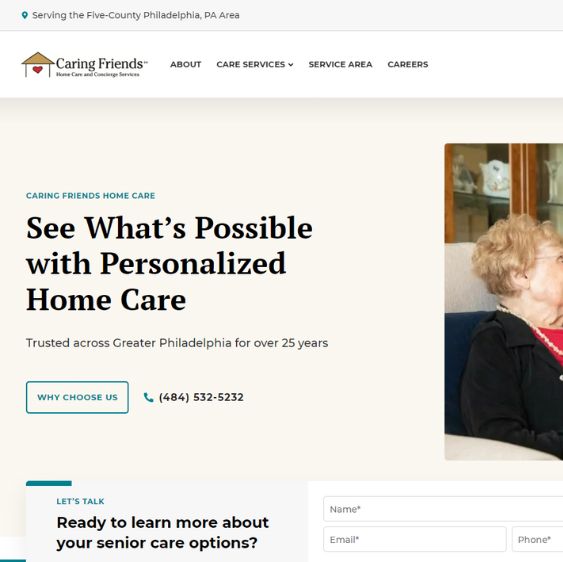 Serving the Five-County Philadelphia, PA Area
Caring Friends™
Home Care and Concierge Services
ABOUT
CARE SERVICES
SERVICE AREA
CAREERS
CARING FRIENDS HOME CARE
See What’s Possible
with Personalized
Home Care
Trusted across Greater Philadelphia for over 25 years
WHY CHOOSE US
(484) 532-5232
LET’S TALK
Ready to learn more about
your senior care options?
Name*
Email*
Phone*